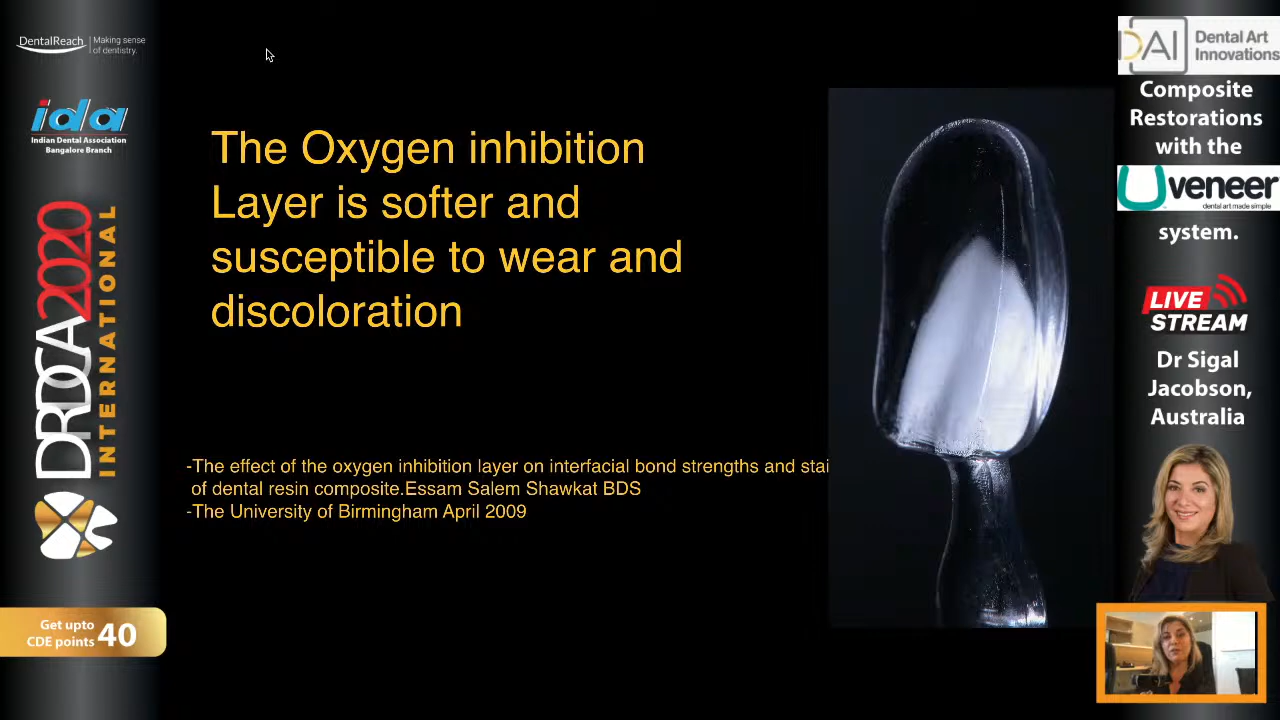 DentalReach
Making sense
of dentistry.
ida
Indian Dental Association
Bangalore Branch
DRDCA2020
INTERNATIONAL
Get upto
CDE points
40
The Oxygen inhibition
Layer is softer and
susceptible to wear and
discoloration
-The effect of the oxygen inhibition layer on interfacial bond strengths and stai
of dental resin composite.Essam Salem Shawkat BDS
-The University of Birmingham April 2009
DAI
Dental Art
Innovations
Composite
Restorations
with the
Uveneer
dental art made simple
system.
LIVE
STREAM
Dr Sigal
Jacobson,
Australia